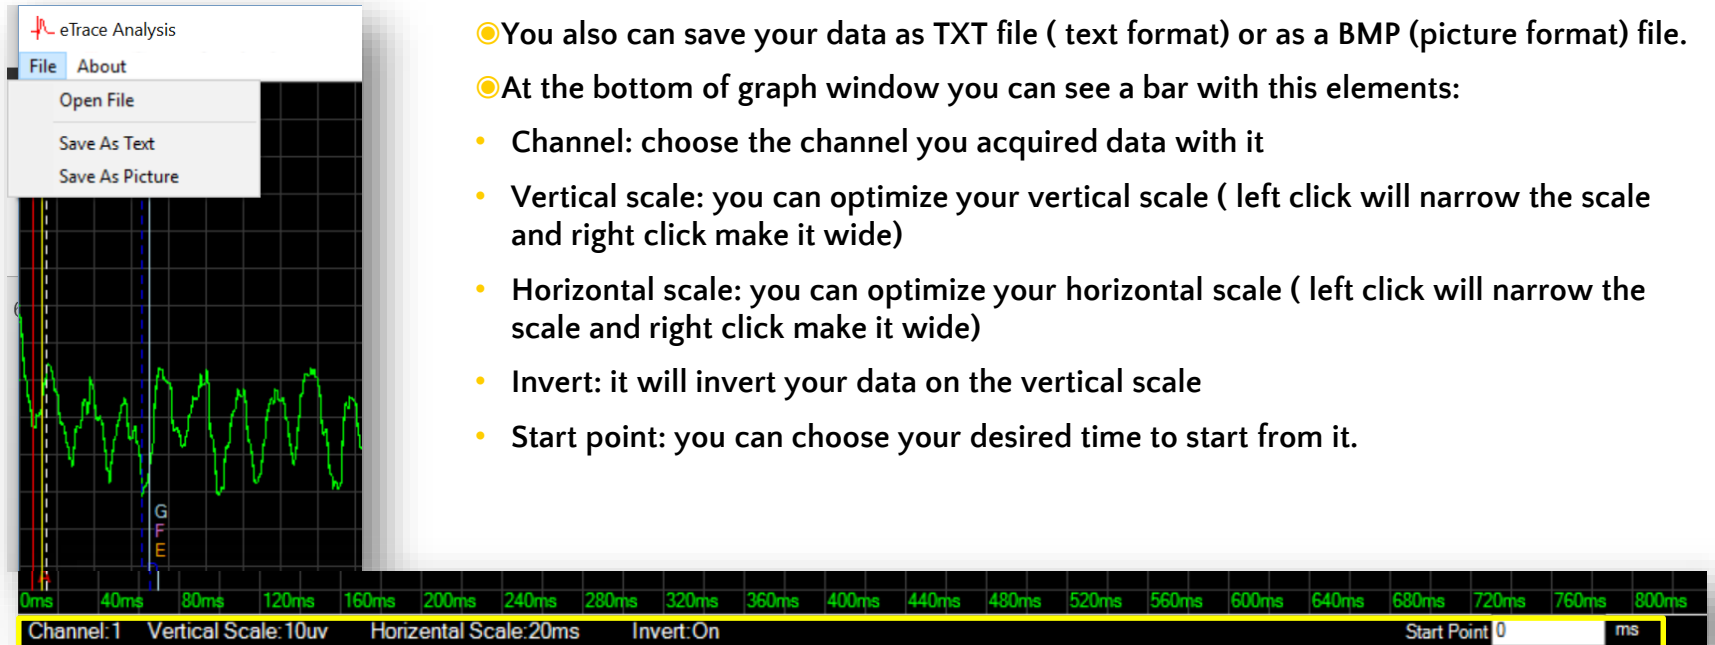 eTrace Analysis
File About
Open File
Save As Text
Save As Picture
G
F
E
You also can save your data as TXT file ( text format) or as a BMP (picture format) file.
At the bottom of graph window you can see a bar with this elements:
• Channel: choose the channel you acquired data with it
• Vertical scale: you can optimize your vertical scale ( left click will narrow the scale
and right click make it wide)
• Horizontal scale: you can optimize your horizontal scale ( left click will narrow the
scale and right click make it wide)
• Invert: it will invert your data on the vertical scale
• Start point: you can choose your desired time to start from it.
0ms 40ms 80ms 120ms 160ms 200ms 240ms 280ms 320ms 360ms 400ms 440ms 480ms 520ms 560ms 600ms 640ms 680ms 720ms 760ms 800ms
Channel:1 Vertical Scale:10uv Horizental Scale:20ms Invert:On Start Point 0 ms